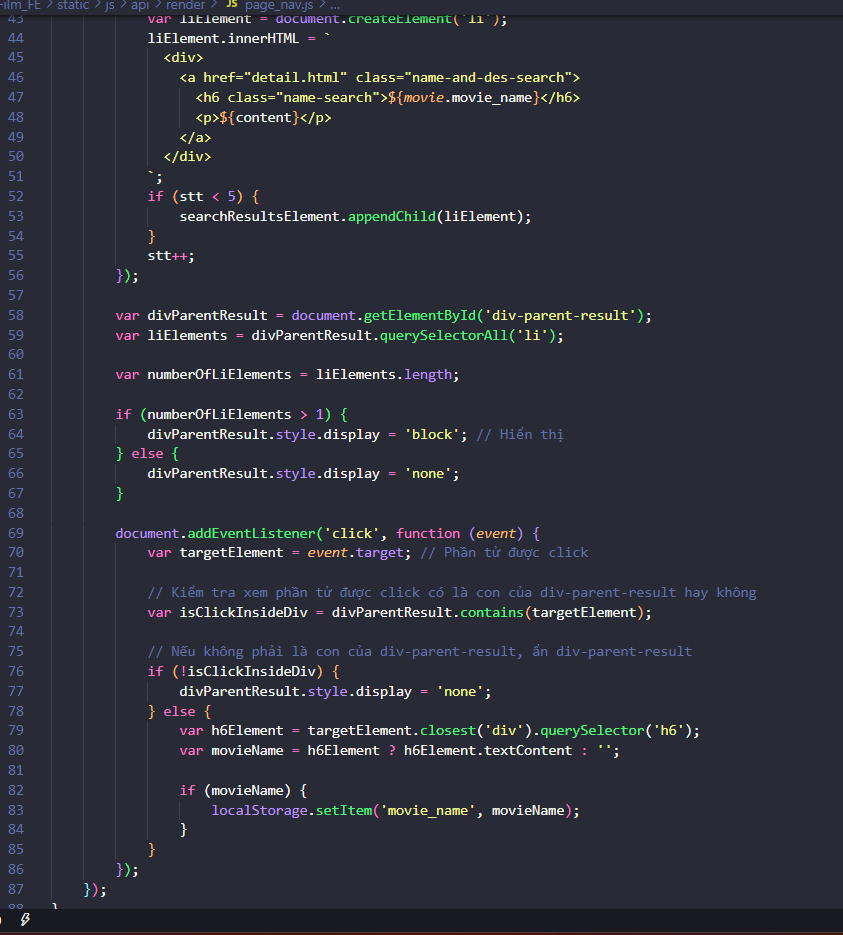 Film_FE > static > js > api > render > JS page_nav.js > ...
43 var liElement = document.createElement('li');
44 liElement.innerHTML = `
45 <div>
46 <a href="detail.html" class="name-and-des-search">
47 <h6 class="name-search">${movie.movie_name}</h6>
48 <p>${content}</p>
49 </a>
50 </div>
51 `;
52 if (stt < 5) {
53 searchResultsElement.appendChild(liElement);
54 }
55 stt++;
56 });
57
58 var divParentResult = document.getElementById('div-parent-result');
59 var liElements = divParentResult.querySelectorAll('li');
60
61 var numberOfLiElements = liElements.length;
62
63 if (numberOfLiElements > 1) {
64 divParentResult.style.display = 'block'; // Hiển thị
65 } else {
66 divParentResult.style.display = 'none';
67 }
68
69 document.addEventListener('click', function (event) {
70 var targetElement = event.target; // Phần tử được click
71
72 // Kiểm tra xem phần tử được click có là con của div-parent-result hay không
73 var isClickInsideDiv = divParentResult.contains(targetElement);
74
75 // Nếu không phải là con của div-parent-result, ẩn div-parent-result
76 if (!isClickInsideDiv) {
77 divParentResult.style.display = 'none';
78 } else {
79 var h6Element = targetElement.closest('div').querySelector('h6');
80 var movieName = h6Element ? h6Element.textContent : '';
81
82 if (movieName) {
83 localStorage.setItem('movie_name', movieName);
84 }
85 }
86 });
87 });
88 }